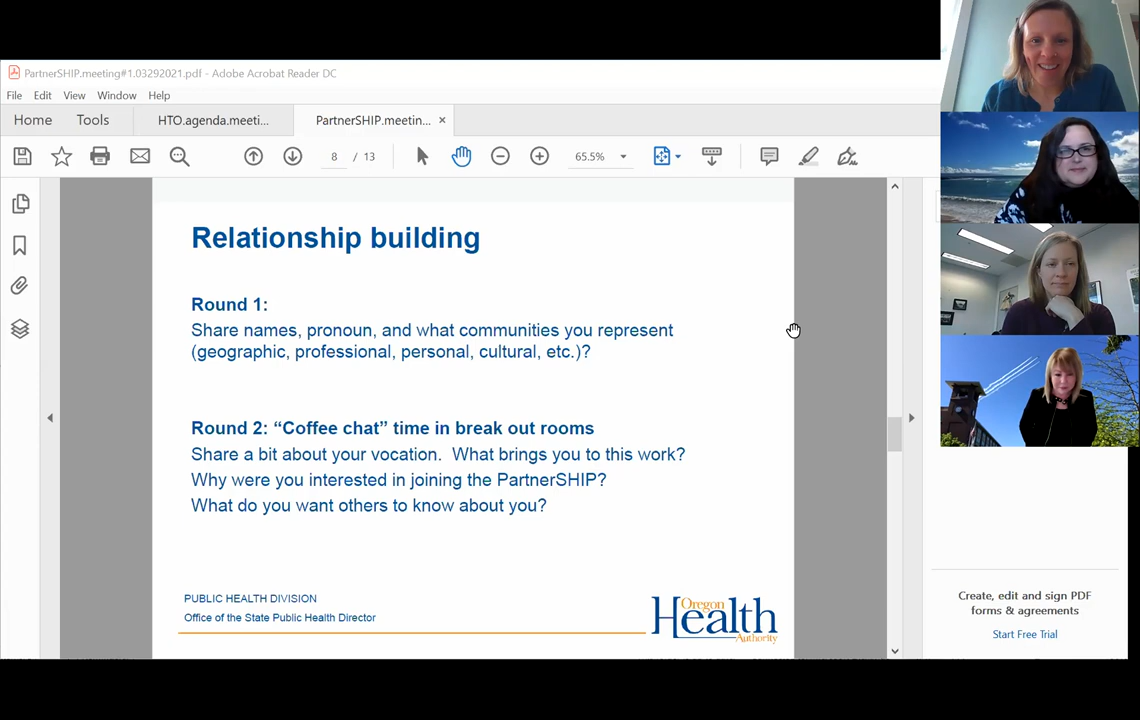 PartnerSHIP.meeting#1.03292021.pdf - Adobe Acrobat Reader DC
File Edit View Window Help
Home Tools HTO.agenda.meeti... PartnerSHIP.meetin... ×
8 / 13 65.5%
Relationship building
Round 1:
Share names, pronoun, and what communities you represent
(geographic, professional, personal, cultural, etc.)?
Round 2: “Coffee chat” time in break out rooms
Share a bit about your vocation. What brings you to this work?
Why were you interested in joining the PartnerSHIP?
What do you want others to know about you?
PUBLIC HEALTH DIVISION
Office of the State Public Health Director
Oregon
Health
Authority
Create, edit and sign PDF
forms & agreements
Start Free Trial